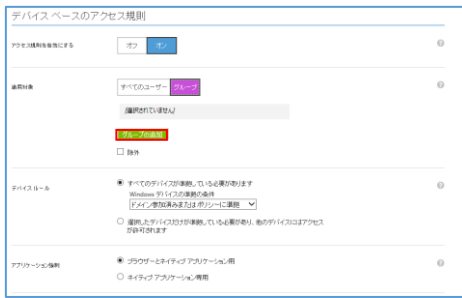 デバイス ベースのアクセス規則
アクセス規則を有効にする
オフ オン
適用対象
すべてのユーザー グループ
(選択されていません)
グループの追加
除外
デバイス ルール
すべてのデバイスが準拠している必要があります
Windows デバイスの準拠の条件
ドメイン参加済みまたはポリシーに準拠
選択したデバイスだけが準拠している必要があり、他のデバイスにはアクセス
が許可されます
アプリケーション強制
ブラウザーとネイティブ アプリケーション用
ネイティブ アプリケーション専用